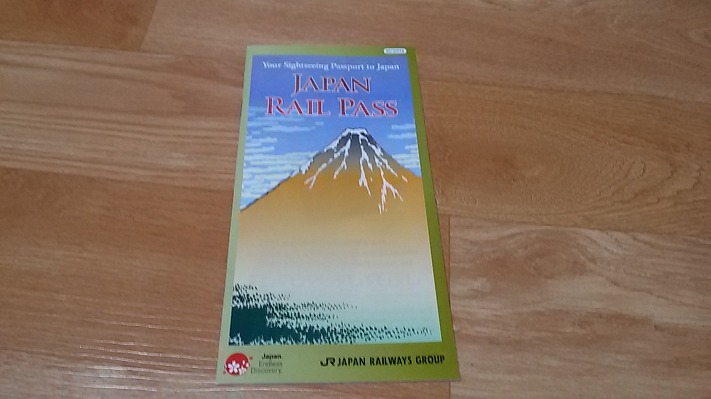 Your Sightseeing Passport to Japan
JAPAN
RAIL PASS
Japan.
Endless
Discovery.
JR JAPAN RAILWAYS GROUP